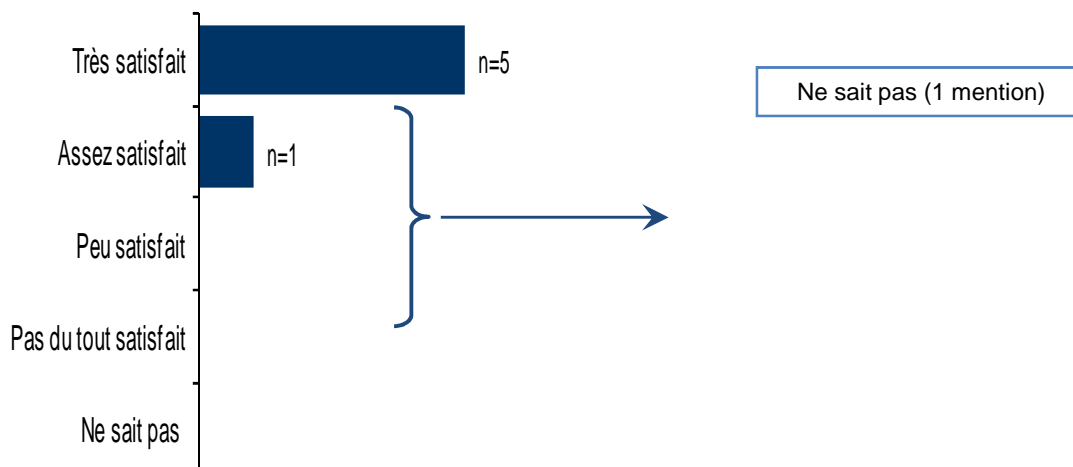 Très satisfait
n=5
Ne sait pas (1 mention)
Assez satisfait
n=1
Peu satisfait
Pas du tout satisfait
Ne sait pas